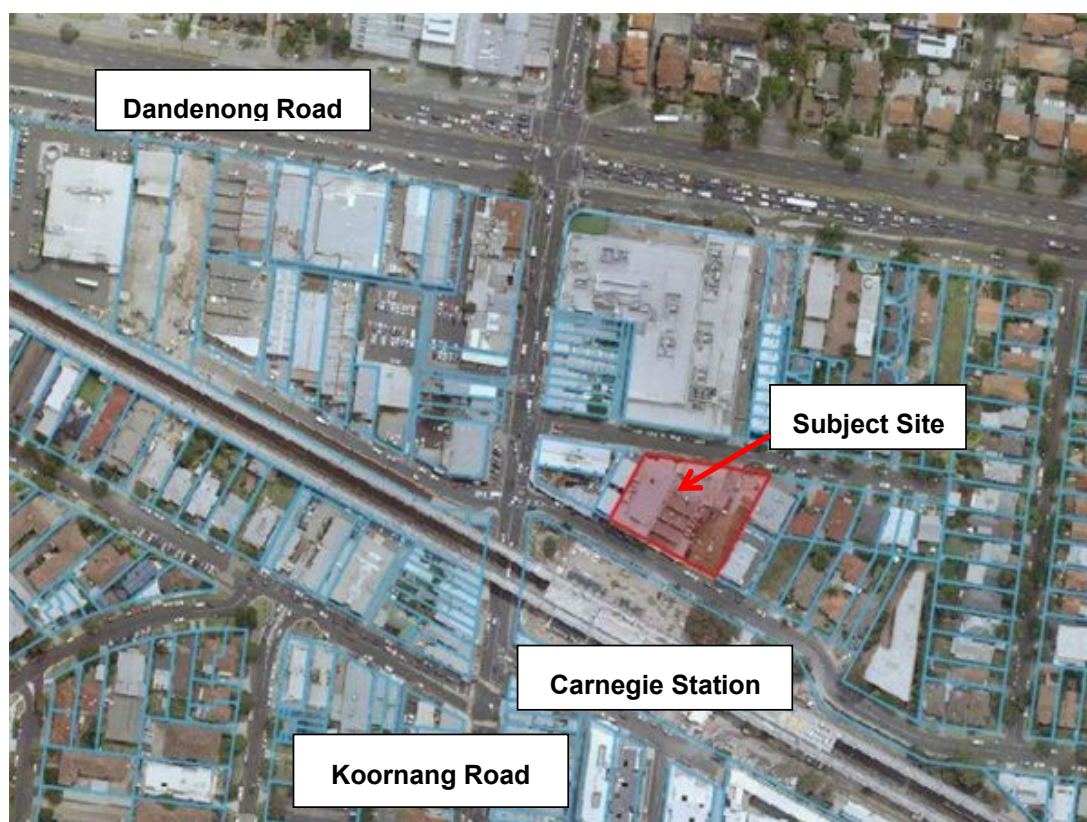 Dandenong Road
Subject Site
Carnegie Station
Koornang Road